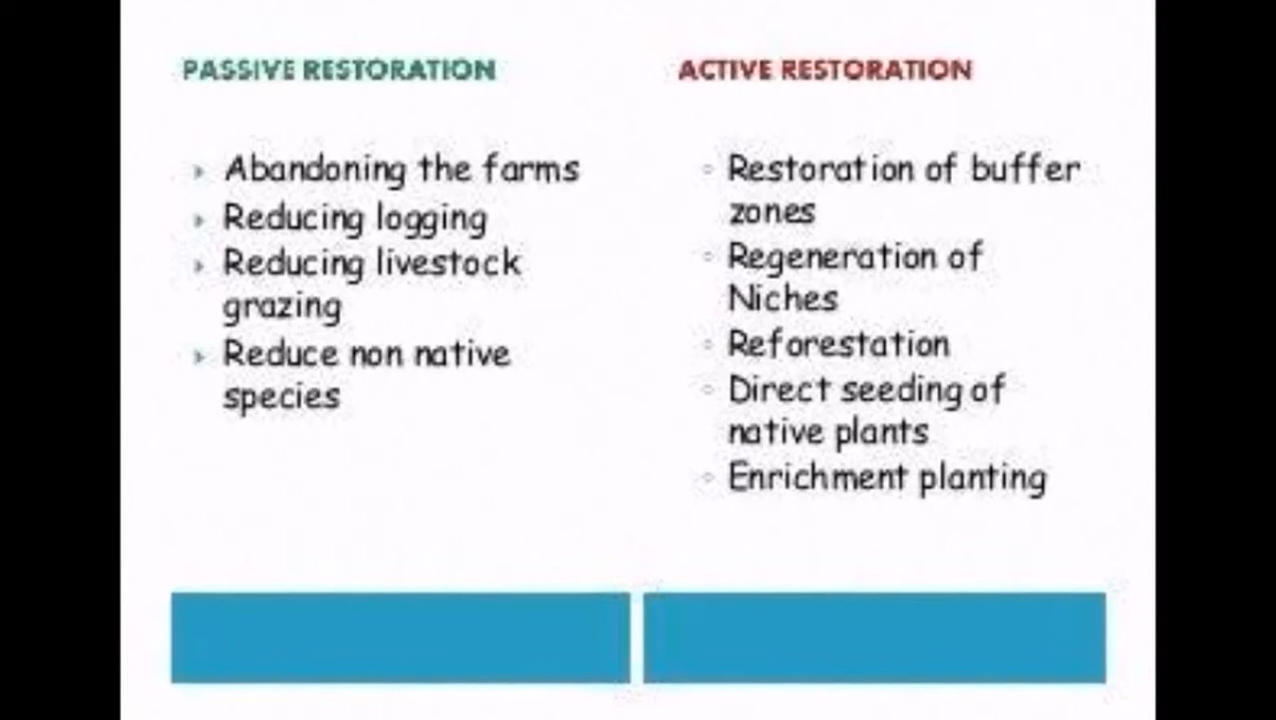 PASSIVE RESTORATION
Abandoning the farms
Reducing logging
Reducing livestock
grazing
Reduce non native
species
ACTIVE RESTORATION
Restoration of buffer
zones
Regeneration of
Niches
Reforestation
Direct seeding of
native plants
Enrichment planting